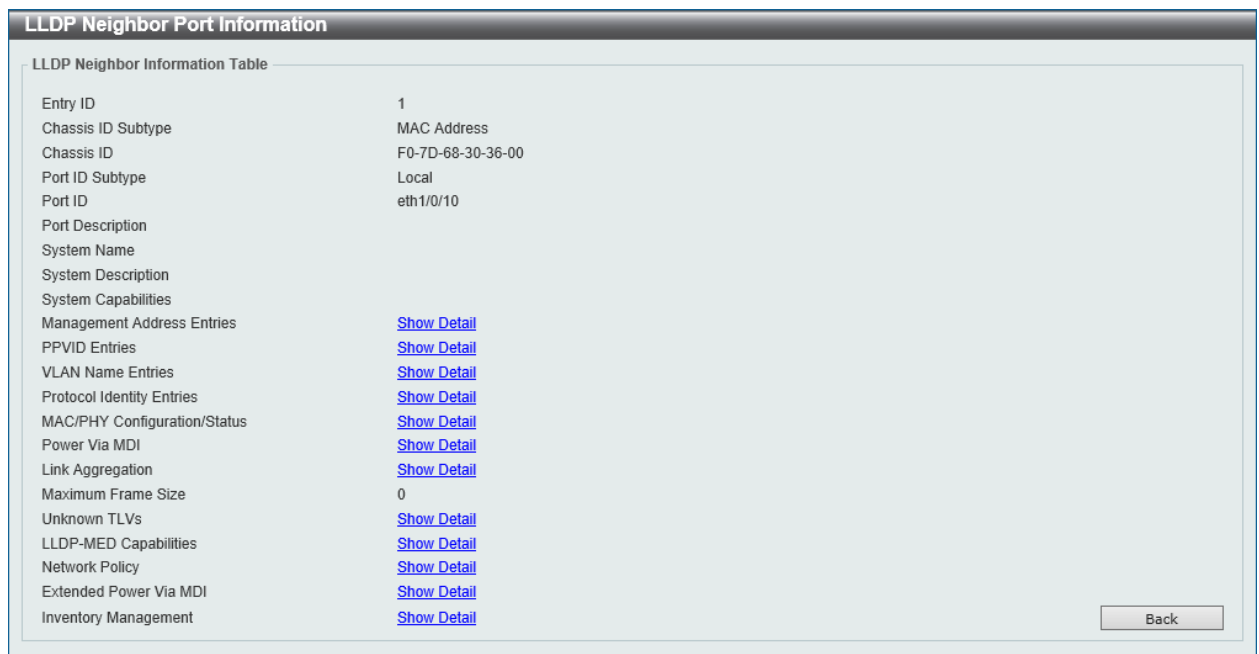 LLDP Neighbor Port Information
LLDP Neighbor Information Table
Entry ID 1
Chassis ID Subtype MAC Address
Chassis ID F0-7D-68-30-36-00
Port ID Subtype Local
Port ID eth1/0/10
Port Description
System Name
System Description
System Capabilities
Management Address Entries Show Detail
PPVID Entries Show Detail
VLAN Name Entries Show Detail
Protocol Identity Entries Show Detail
MAC/PHY Configuration/Status Show Detail
Power Via MDI Show Detail
Link Aggregation Show Detail
Maximum Frame Size 0
Unknown TLVs Show Detail
LLDP-MED Capabilities Show Detail
Network Policy Show Detail
Extended Power Via MDI Show Detail
Inventory Management Show Detail
Back